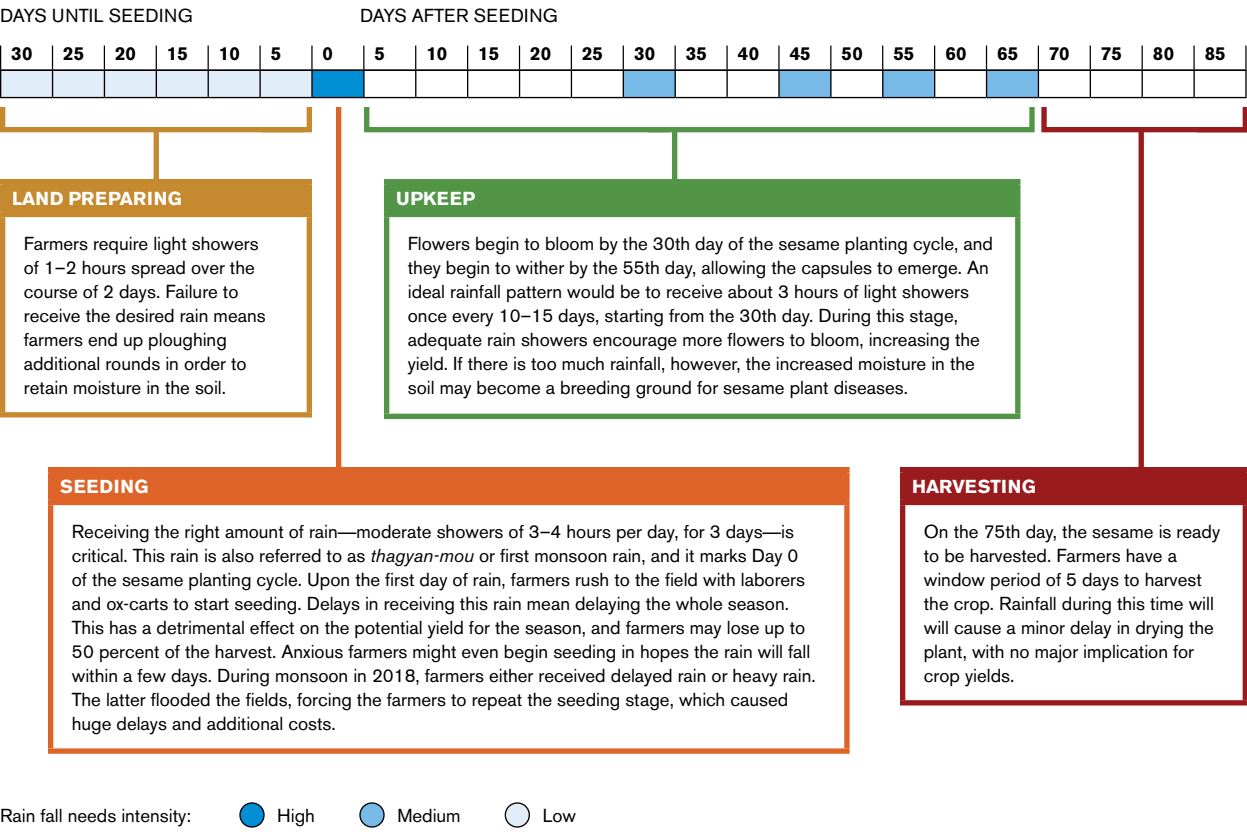 DAYS UNTIL SEEDING
DAYS AFTER SEEDING
30 25 20 15 10 5 0 5 10 15 20 25 30 35 40 45 50 55 60 65 70 75 80 85
LAND PREPARING
Farmers require light showers
of 1–2 hours spread over the
course of 2 days. Failure to
receive the desired rain means
farmers end up ploughing
additional rounds in order to
retain moisture in the soil.
UPKEEP
Flowers begin to bloom by the 30th day of the sesame planting cycle, and
they begin to wither by the 55th day, allowing the capsules to emerge. An
ideal rainfall pattern would be to receive about 3 hours of light showers
once every 10–15 days, starting from the 30th day. During this stage,
adequate rain showers encourage more flowers to bloom, increasing the
yield. If there is too much rainfall, however, the increased moisture in the
soil may become a breeding ground for sesame plant diseases.
SEEDING
Receiving the right amount of rain—moderate showers of 3–4 hours per day, for 3 days—is
critical. This rain is also referred to as thagyan-mou or first monsoon rain, and it marks Day 0
of the sesame planting cycle. Upon the first day of rain, farmers rush to the field with laborers
and ox-carts to start seeding. Delays in receiving this rain mean delaying the whole season.
This has a detrimental effect on the potential yield for the season, and farmers may lose up to
50 percent of the harvest. Anxious farmers might even begin seeding in hopes the rain will fall
within a few days. During monsoon in 2018, farmers either received delayed rain or heavy rain.
The latter flooded the fields, forcing the farmers to repeat the seeding stage, which caused
huge delays and additional costs.
HARVESTING
On the 75th day, the sesame is ready
to be harvested. Farmers have a
window period of 5 days to harvest
the crop. Rainfall during this time will
will cause a minor delay in drying the
plant, with no major implication for
crop yields.
Rain fall needs intensity: High Medium Low